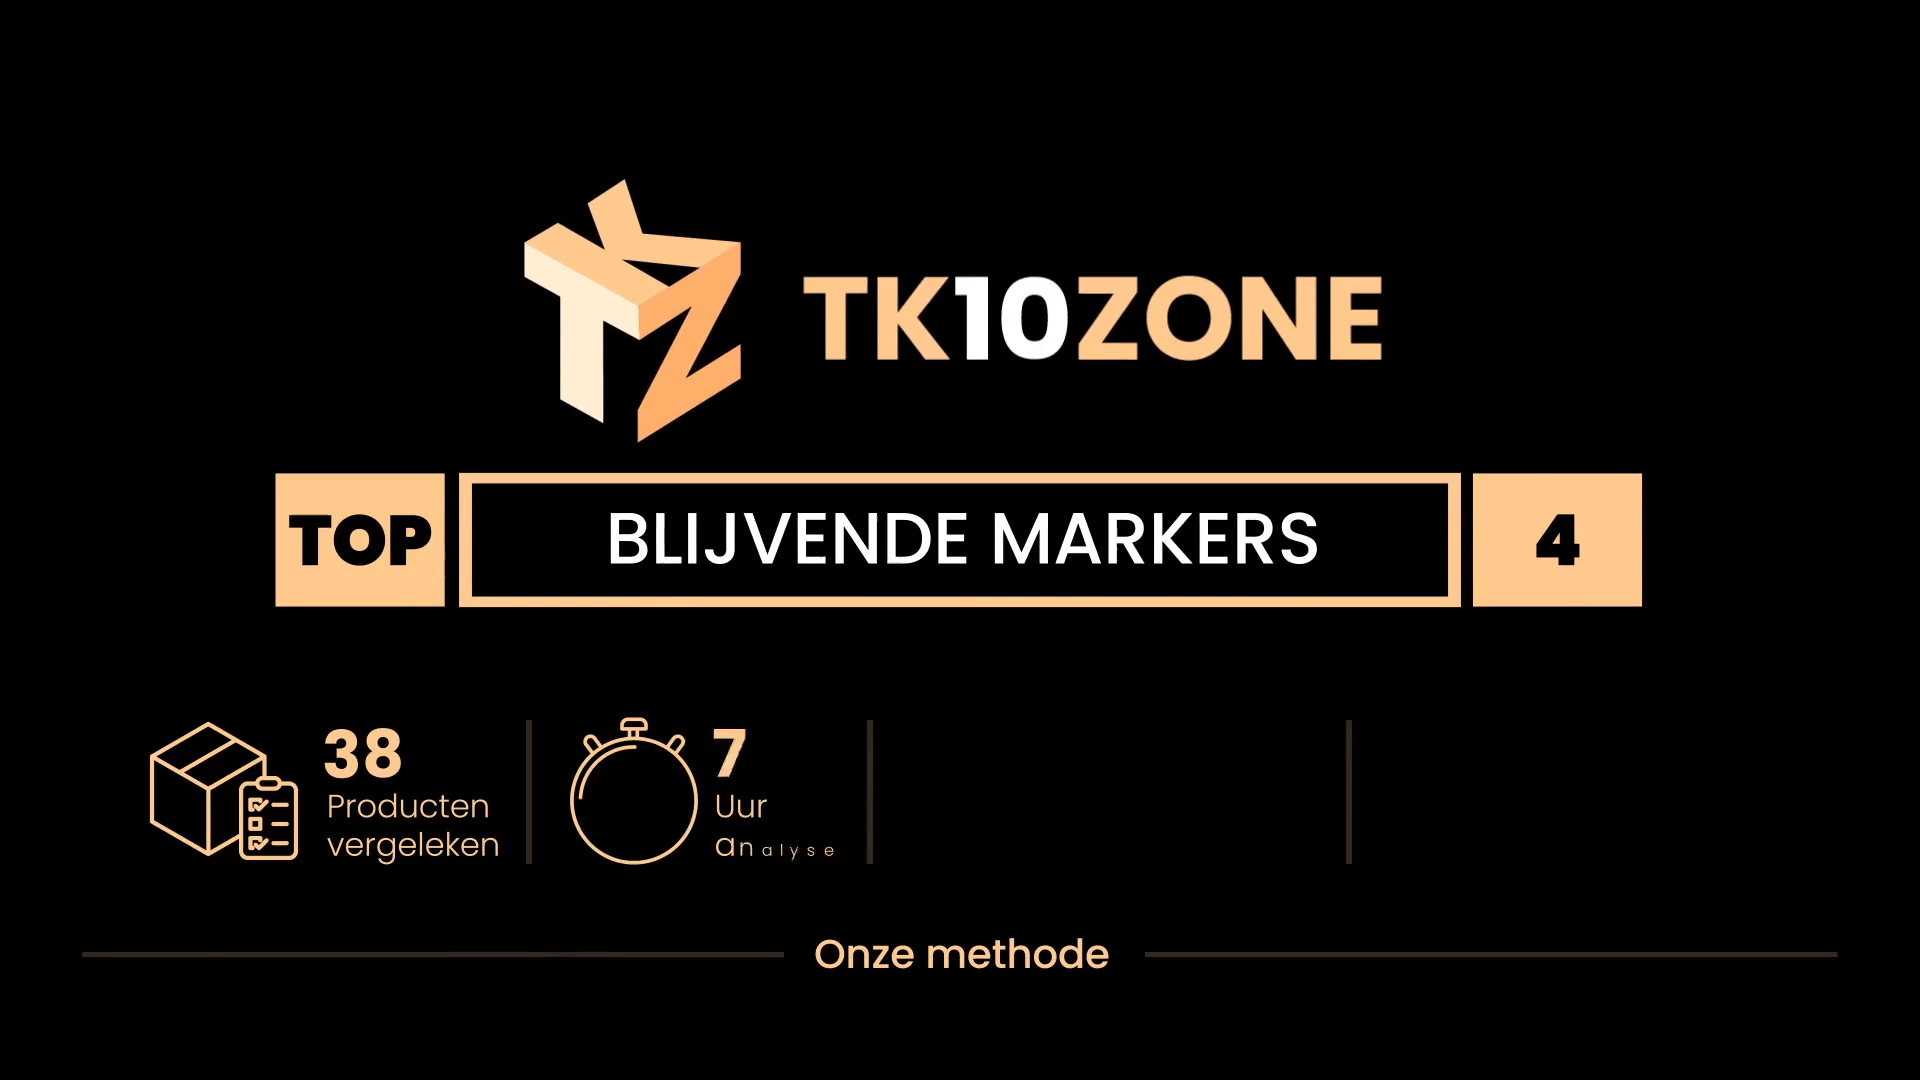 TK10ZONE
TOP BLIJVENDE MARKERS 4
38
Producten
vergeleken
7
Uur
analyse
Onze methode